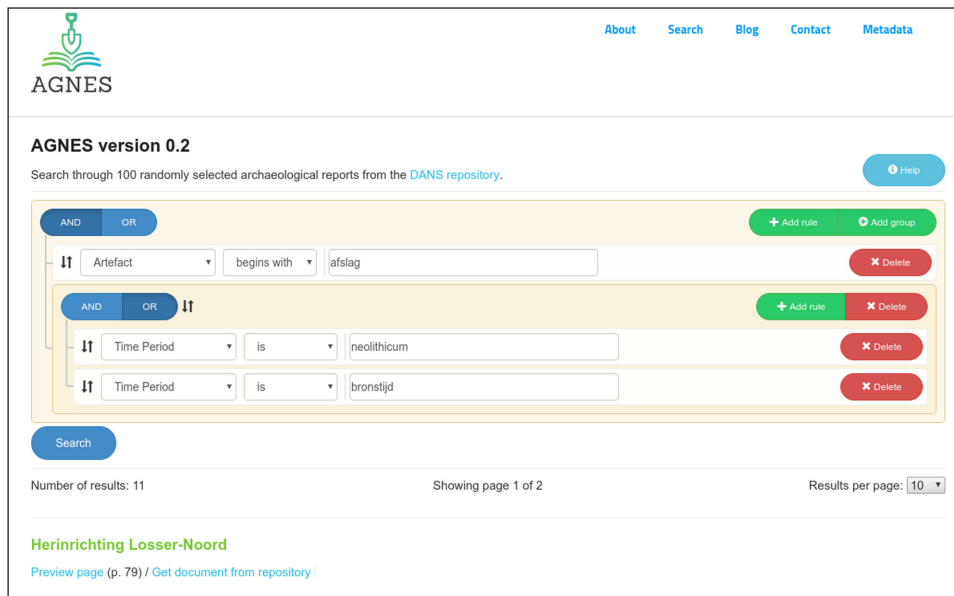 About Search Blog Contact Metadata
AGNES
AGNES version 0.2
Search through 100 randomly selected archaeological reports from the DANS repository.
Help
AND OR Add rule Add group
Artefact begins with afslag Delete
AND OR Add rule Delete
Time Period is neolithicum Delete
Time Period is bronstijd Delete
Search
Number of results: 11 Showing page 1 of 2 Results per page: 10
Herinrichting Losser-Noord
Preview page (p. 79) / Get document from repository